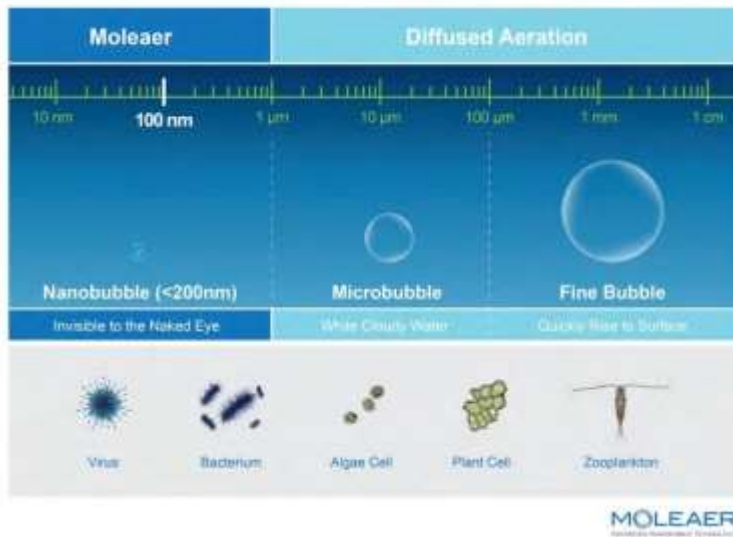 Moleaer Diffused Aeration
10 nm 100 nm 1 µm 10 µm 100 µm 1 mm 1 cm
Nanobubble (<200nm) Microbubble Fine Bubble
Invisible to the Naked Eye White Cloudy Water Quickly Rise to Surface
Virus Bacterium Algae Cell Plant Cell Zooplankton
MOLEAER